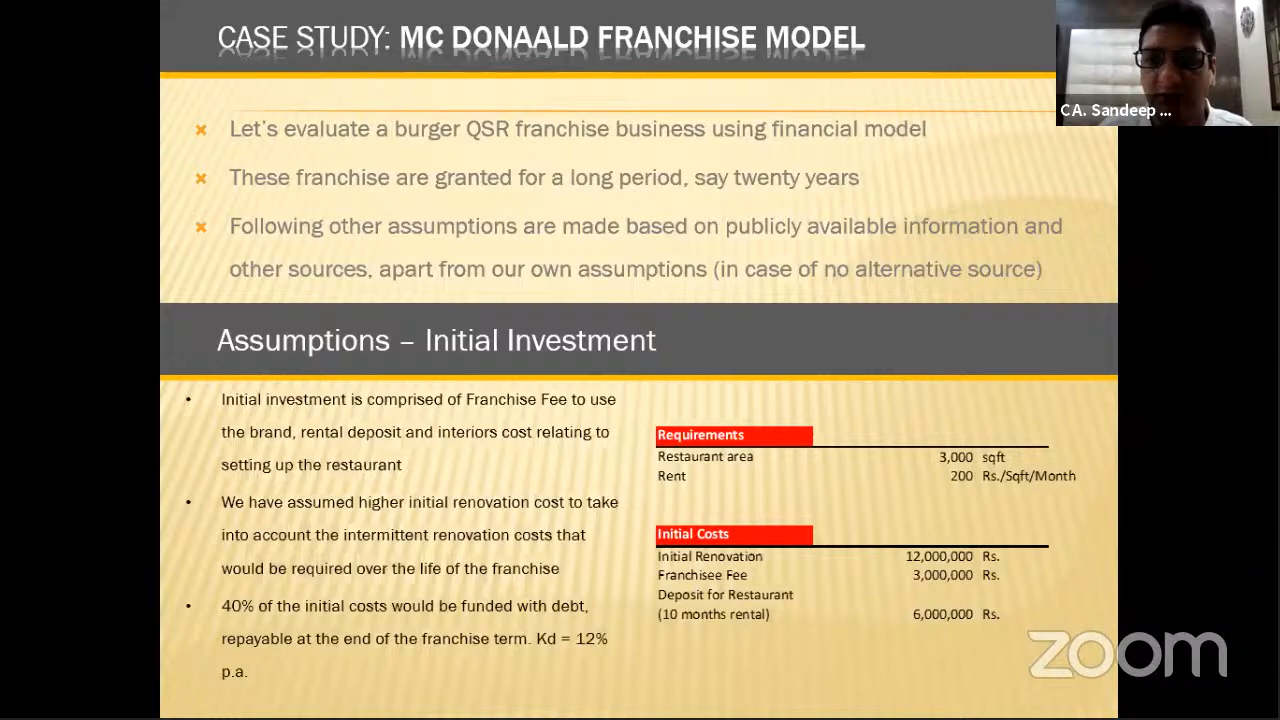 CASE STUDY: MC DONAALD FRANCHISE MODEL
C A. Sandeep ...
× Let's evaluate a burger QSR franchise business using financial model
× These franchise are granted for a long period, say twenty years
× Following other assumptions are made based on publicly available information and
other sources, apart from our own assumptions (in case of no alternative source)
Assumptions – Initial Investment
• Initial investment is comprised of Franchise Fee to use
the brand, rental deposit and interiors cost relating to
setting up the restaurant
• We have assumed higher initial renovation cost to take
into account the intermittent renovation costs that
would be required over the life of the franchise
• 40% of the initial costs would be funded with debt,
repayable at the end of the franchise term. Kd = 12%
p.a.
Requirements
Restaurant area 3,000 sqft
Rent 200 Rs./Sqft/Month
Initial Costs
Initial Renovation 12,000,000 Rs.
Franchisee Fee 3,000,000 Rs.
Deposit for Restaurant
(10 months rental) 6,000,000 Rs.
zoom